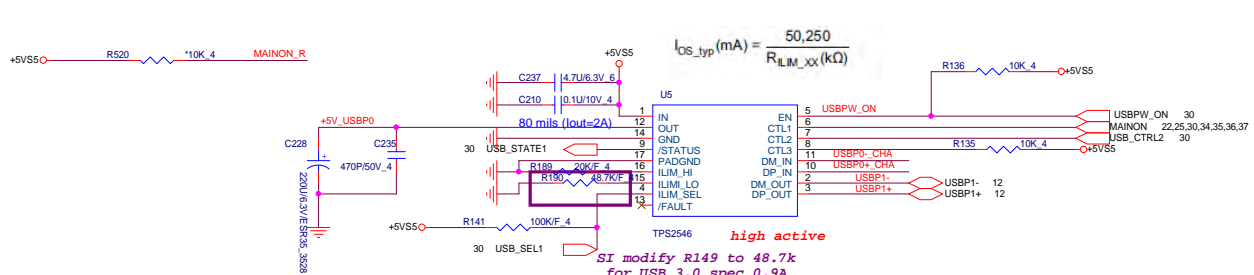 I_OS_typ(mA) = 50,250 / R_ILIM_XX(kΩ)
+5VS5 R520 *10K_4 MAINON_R
+5VS5
R136 10K_4 +5VS5
C237 4.7U/6.3V_6
C210 0.1U/10V_4
U5
+5V_USBP0
80 mils (Iout=2A)
1 IN EN 5 USBPW_ON USBPW_ON 30
12 OUT CTL1 6 MAINON 22,25,30,34,35,36,37
14 GND CTL2 7 USB_CTRL2 30
30 USB_STATE1 9 /STATUS CTL3 8 R135 10K_4 +5VS5
17 PADGND DM_IN 11 USBP0-_CHA
R189 20K/F_4 16 ILIM_HI DP_IN 10 USBP0+_CHA
R190 48.7K/F_4 15 ILIM_LO DM_OUT 2 USBP1- USBP1- 12
4 ILIM_SEL DP_OUT 3 USBP1+ USBP1+ 12
13 /FAULT
C228
220U/6.3V/ESR35_3528
C235
470P/50V_4
+5VS5 R141 100K/F_4
TPS2546
high active
30 USB_SEL1
SI modify R149 to 48.7k
for USB 3.0 spec 0.9A